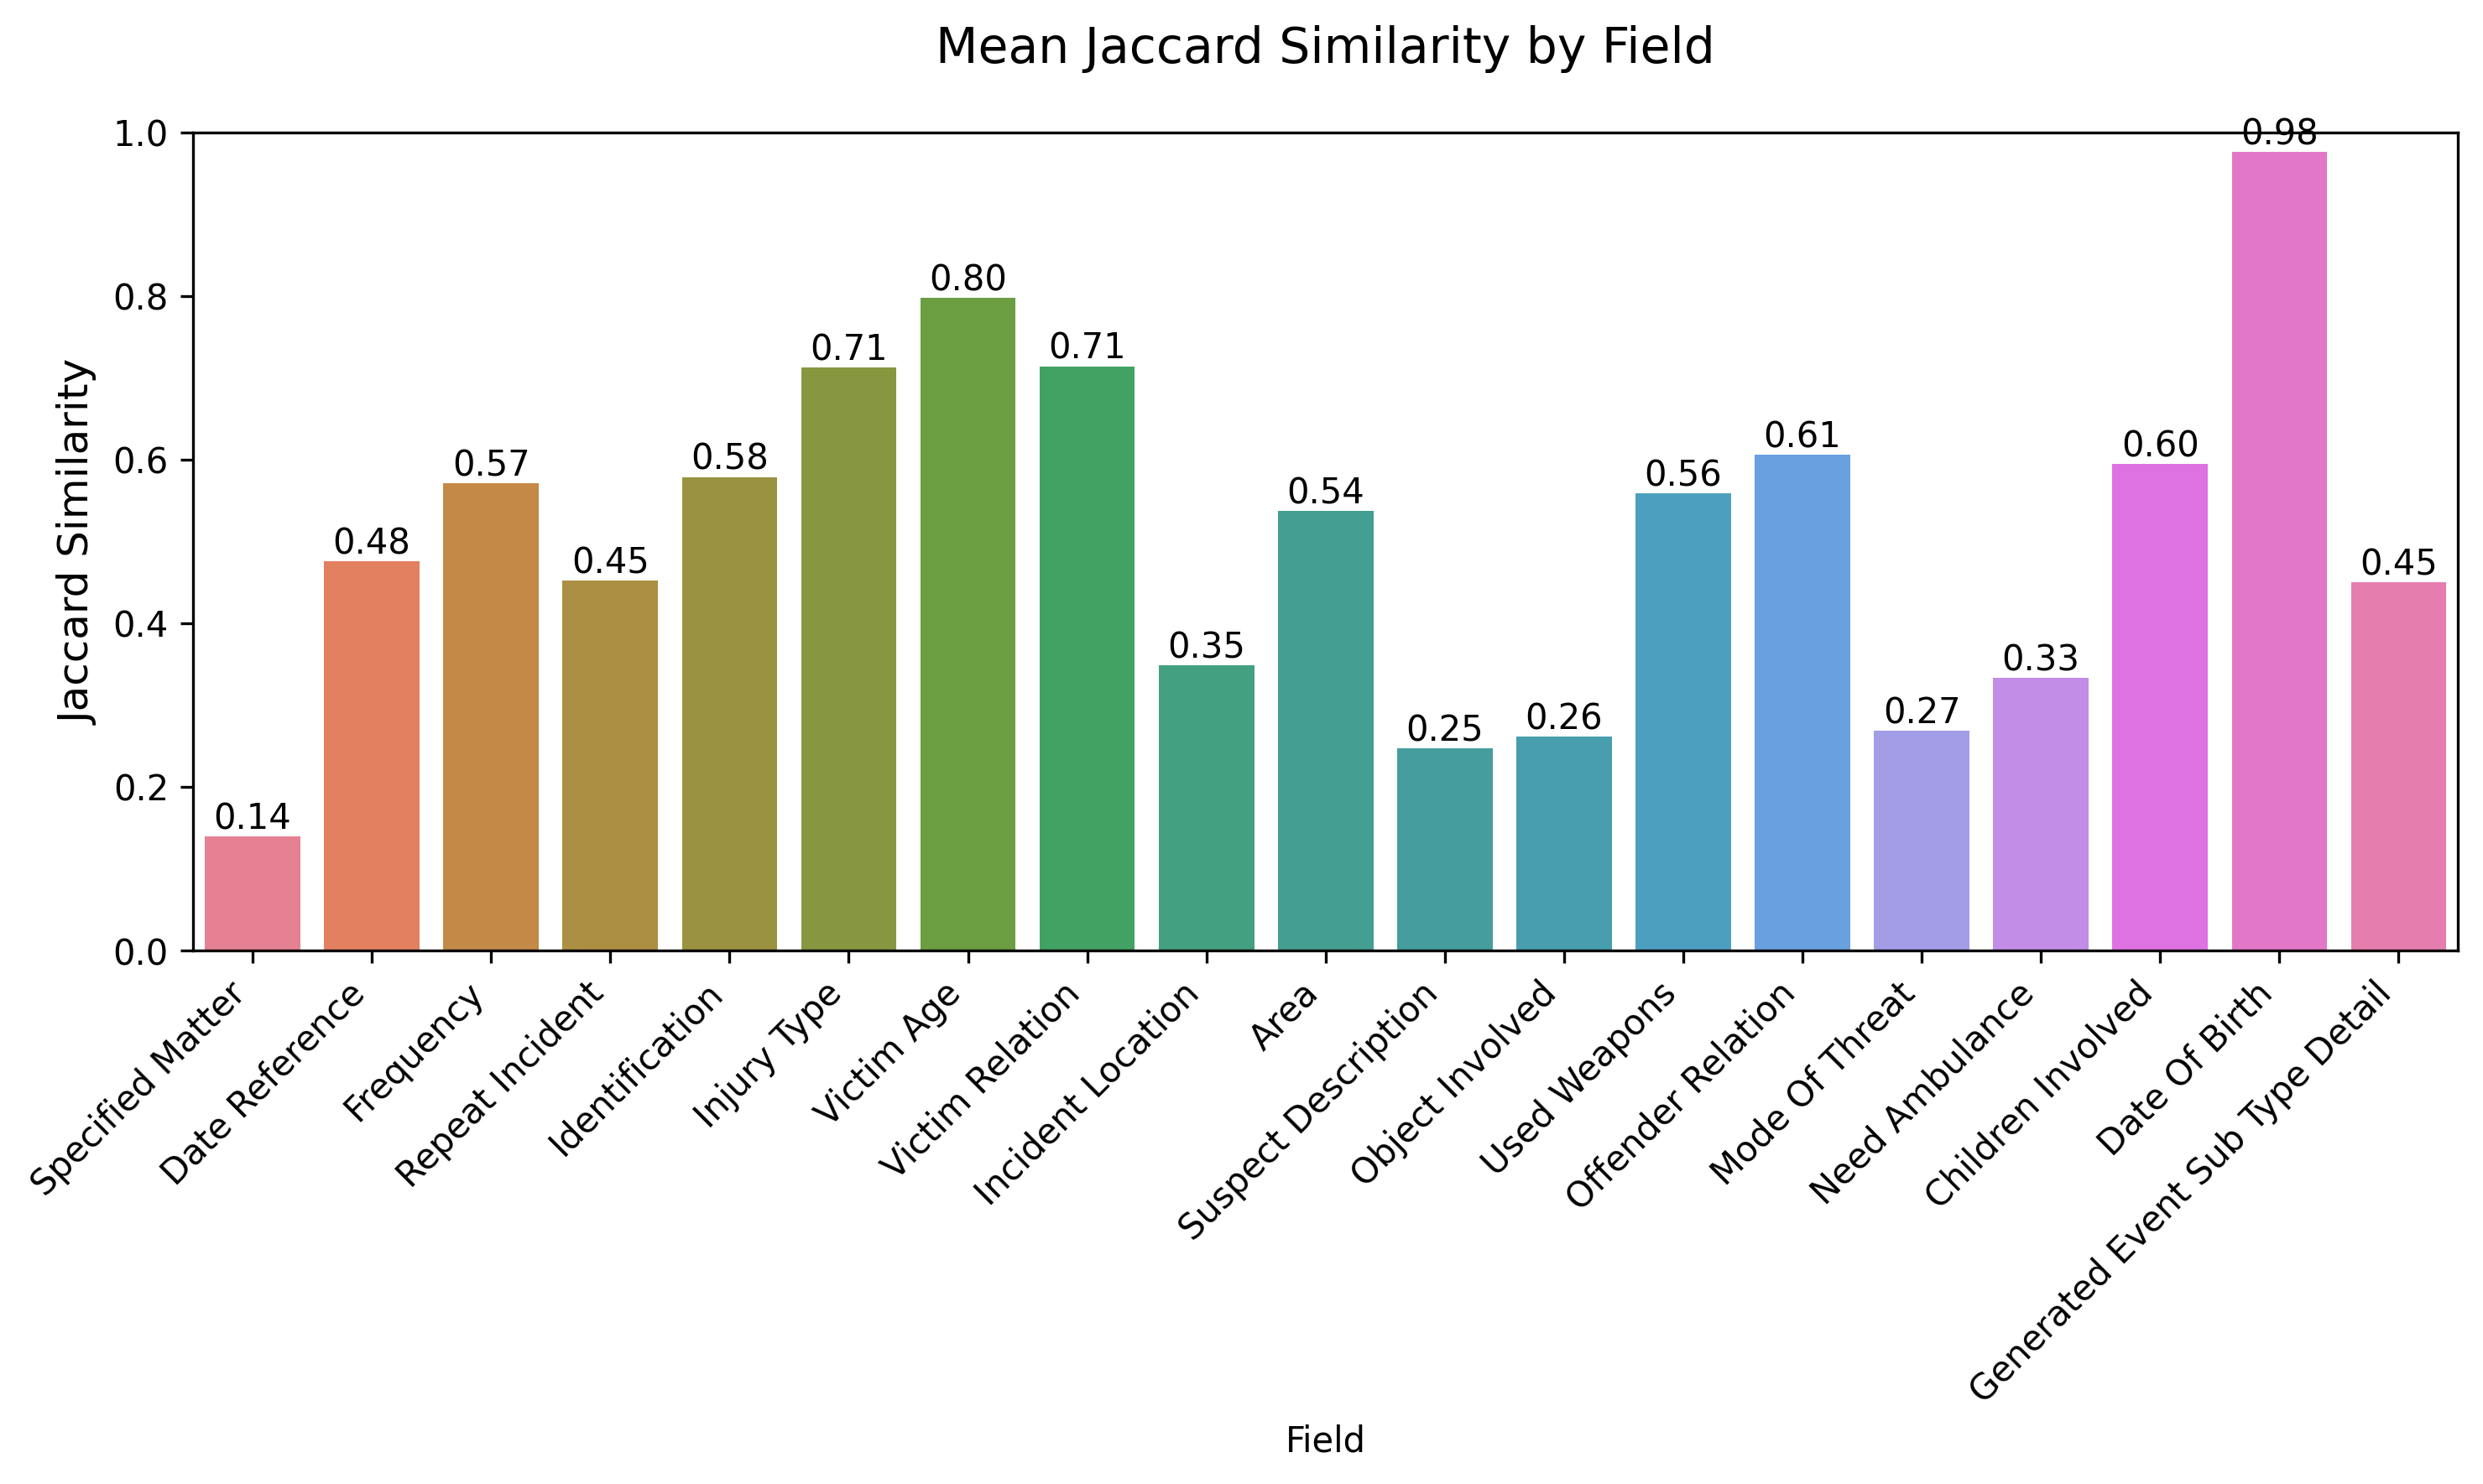 Mean Jaccard Similarity by Field
Jaccard Similarity
1.0
0.8
0.6
0.4
0.2
0.0
0.14
0.48
0.57
0.45
0.58
0.71
0.80
0.71
0.35
0.54
0.25
0.26
0.56
0.61
0.27
0.33
0.60
0.98
0.45
Specified Matter
Date Reference
Frequency
Repeat Incident
Identification
Injury Type
Victim Age
Victim Relation
Incident Location
Area
Suspect Description
Object Involved
Used Weapons
Offender Relation
Mode Of Threat
Need Ambulance
Children Involved
Date Of Birth
Generated Event Sub Type Detail
Field